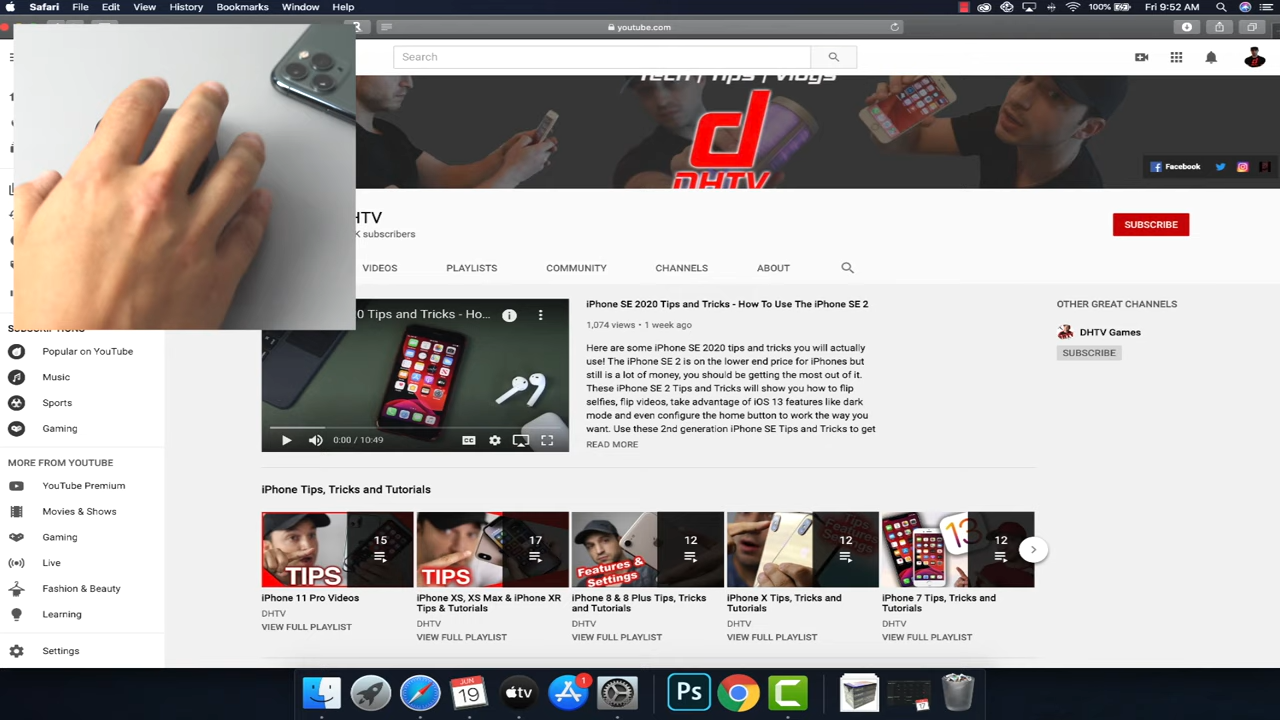 Safari File Edit View History Bookmarks Window Help
100% Fri 9:52 AM
youtube.com
Search
TECH | Tips | Vlogs
d
DHTV
Facebook
HTV
K subscribers
SUBSCRIBE
VIDEOS PLAYLISTS COMMUNITY CHANNELS ABOUT
SUBSCRIPTIONS
Popular on YouTube
Music
Sports
Gaming
MORE FROM YOUTUBE
YouTube Premium
Movies & Shows
Gaming
Live
Fashion & Beauty
Learning
Settings
0 Tips and Tricks - Ho...
0:00 / 10:49
CC
iPhone SE 2020 Tips and Tricks - How To Use The iPhone SE 2
1,074 views • 1 week ago
Here are some iPhone SE 2020 tips and tricks you will actually
use! The iPhone SE 2 is on the lower end price for iPhones but
still is a lot of money, you should be getting the most out of it.
These iPhone SE 2 Tips and Tricks will show you how to flip
selfies, flip videos, take advantage of iOS 13 features like dark
mode and even configure the home button to work the way you
want. Use these 2nd generation iPhone SE Tips and Tricks to get
READ MORE
OTHER GREAT CHANNELS
DHTV Games
SUBSCRIBE
iPhone Tips, Tricks and Tutorials
TIPS
15
TIPS
17
Features &
Settings
12
Tips
Features
Settings
12
13
12
iPhone 11 Pro Videos
DHTV
VIEW FULL PLAYLIST
iPhone XS, XS Max & iPhone XR
Tips & Tutorials
DHTV
VIEW FULL PLAYLIST
iPhone 8 & 8 Plus Tips, Tricks
and Tutorials
DHTV
VIEW FULL PLAYLIST
iPhone X Tips, Tricks and
Tutorials
DHTV
VIEW FULL PLAYLIST
iPhone 7 Tips, Tricks and
Tutorials
DHTV
VIEW FULL PLAYLIST
JUN
19
tv
1
Ps
C
17